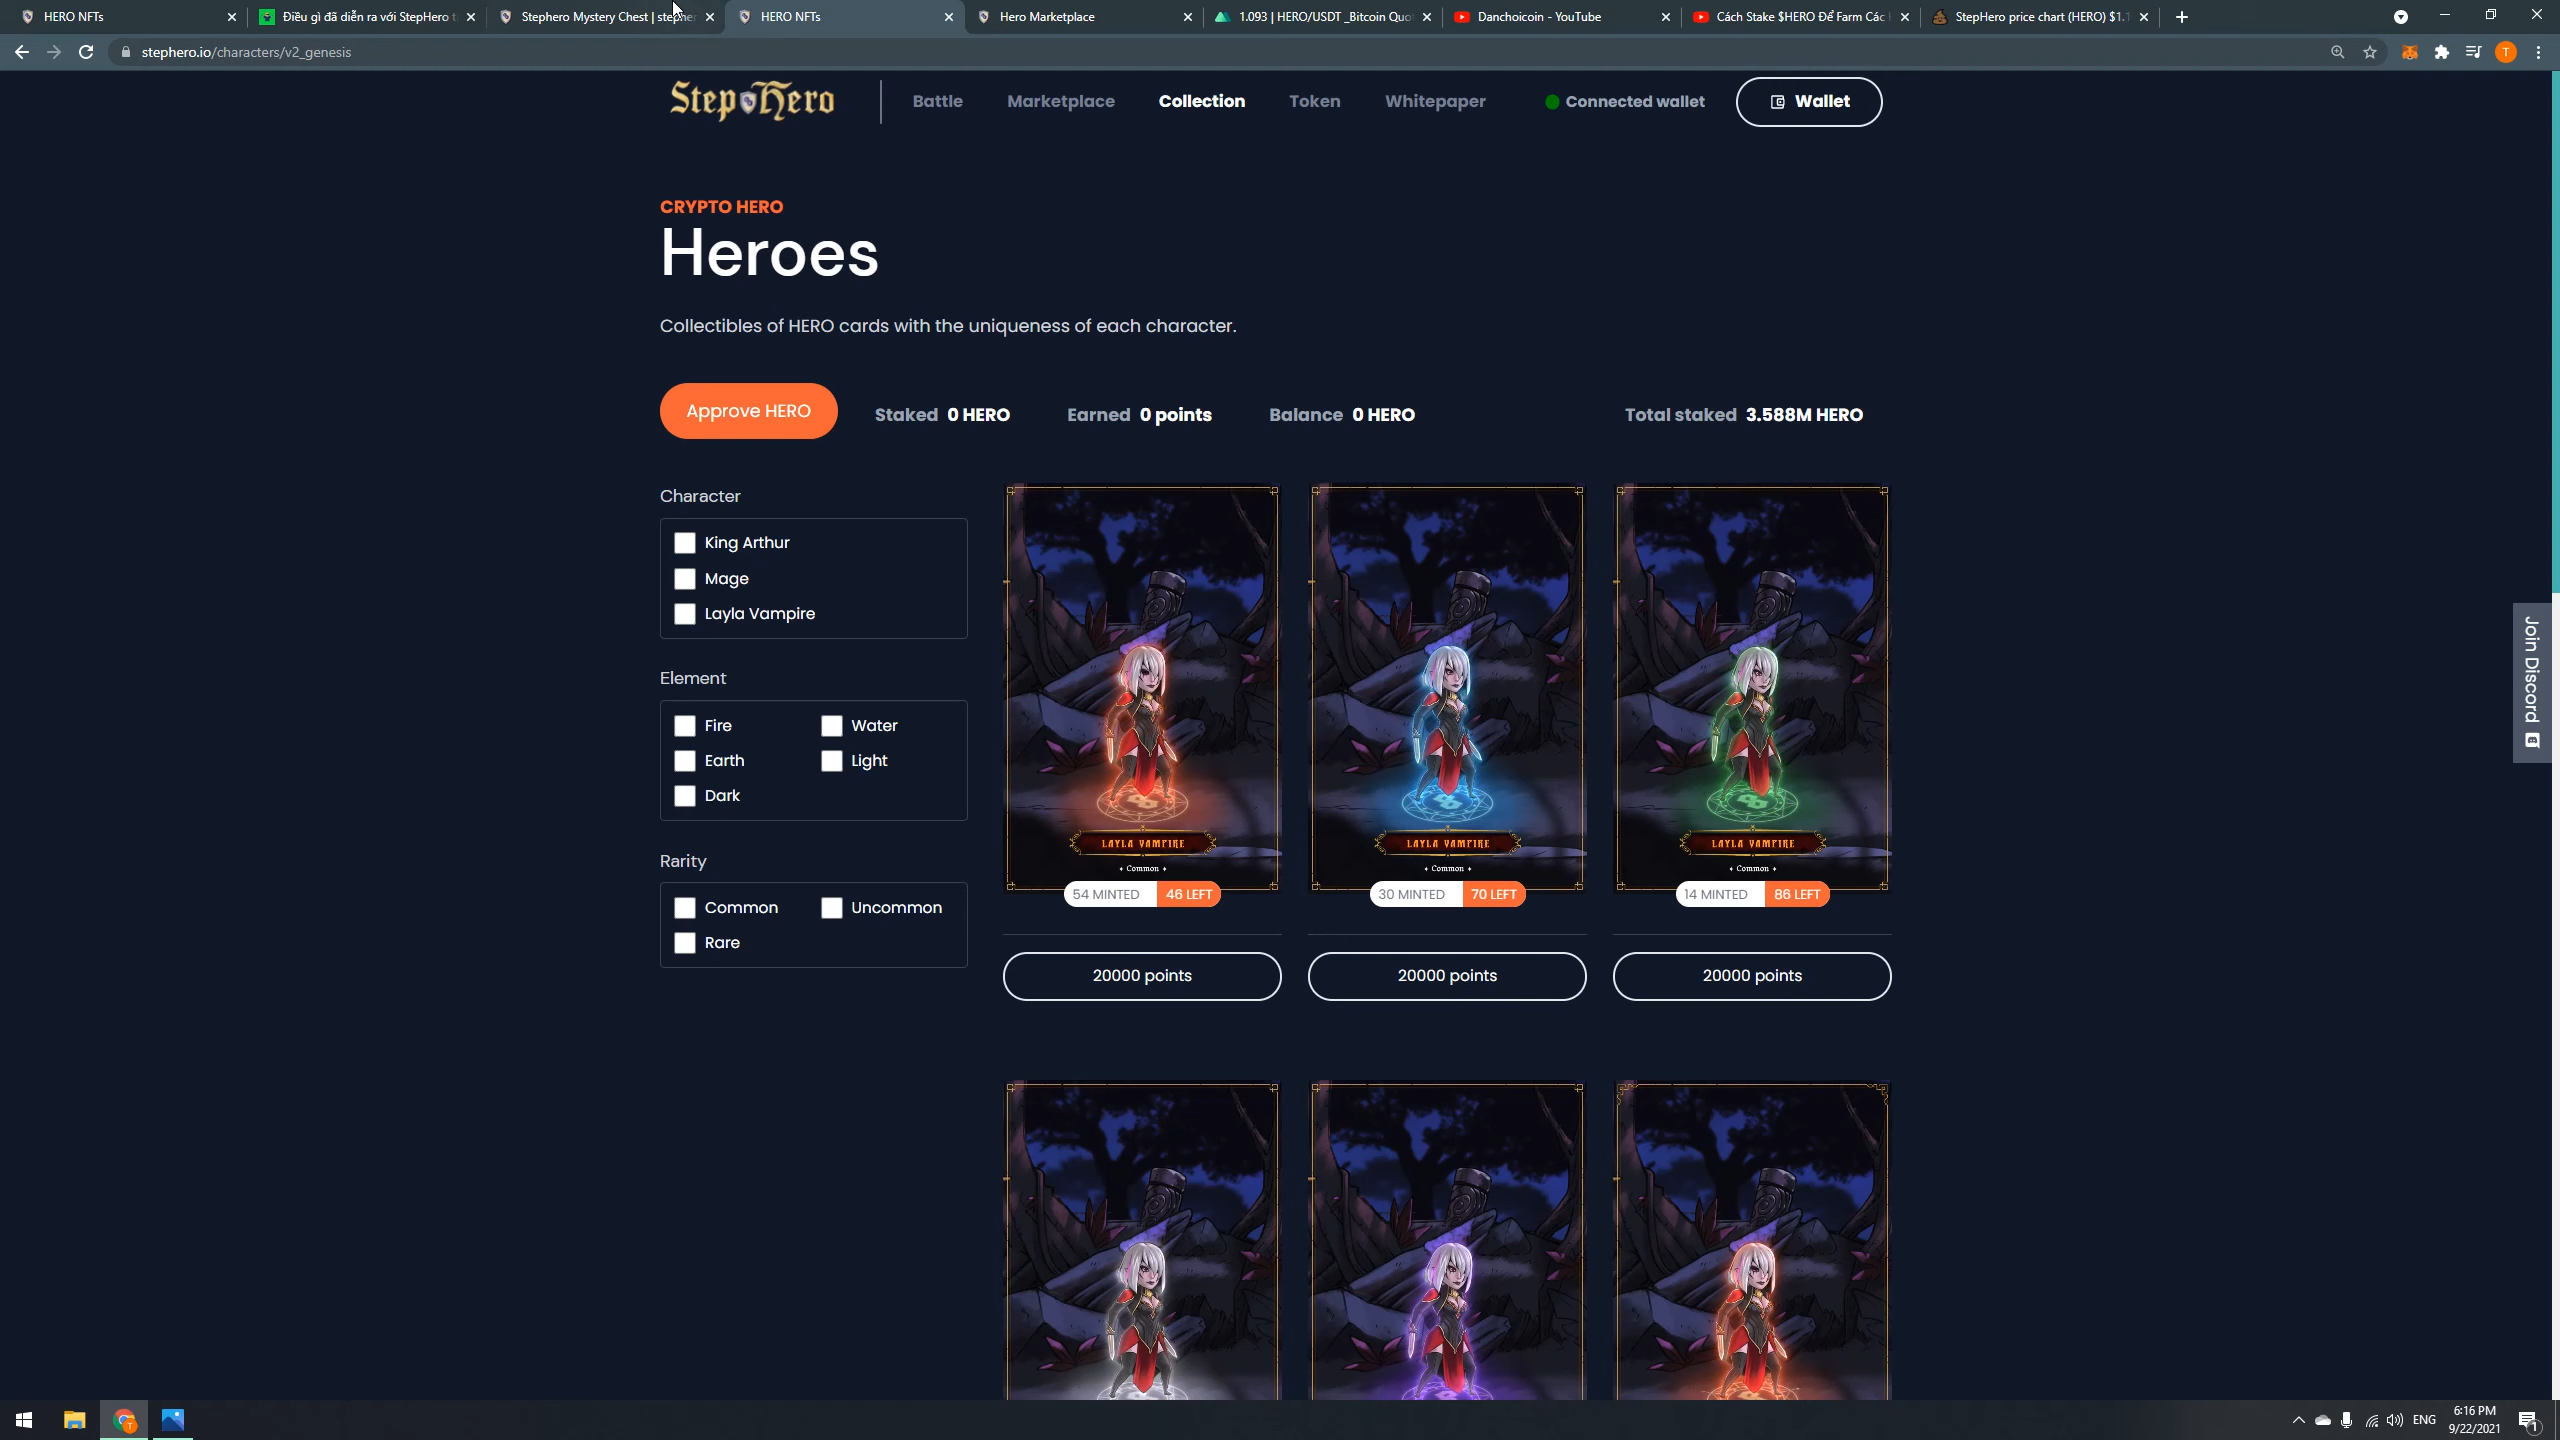 HERO NFTs
Điều gì đã diễn ra với StepHero t
Stephero Mystery Chest | stepher
HERO NFTs
Hero Marketplace
1.093 | HERO/USDT _Bitcoin Quo
Danchoicoin - YouTube
Cách Stake $HERO Để Farm Các
StepHero price chart (HERO) $1.1
stephero.io/characters/v2_genesis
StepHero
Battle
Marketplace
Collection
Token
Whitepaper
Connected wallet
Wallet
CRYPTO HERO
Heroes
Collectibles of HERO cards with the uniqueness of each character.
Approve HERO
Staked 0 HERO
Earned 0 points
Balance 0 HERO
Total staked 3.588M HERO
Character
King Arthur
Mage
Layla Vampire
Element
Fire
Water
Earth
Light
Dark
Rarity
Common
Uncommon
Rare
LAYLA VAMPIRE
Common
54 MINTED 46 LEFT
20000 points
LAYLA VAMPIRE
Common
30 MINTED 70 LEFT
20000 points
LAYLA VAMPIRE
Common
14 MINTED 86 LEFT
20000 points
Join Discord
T
T
ENG
6:16 PM
9/22/2021
1